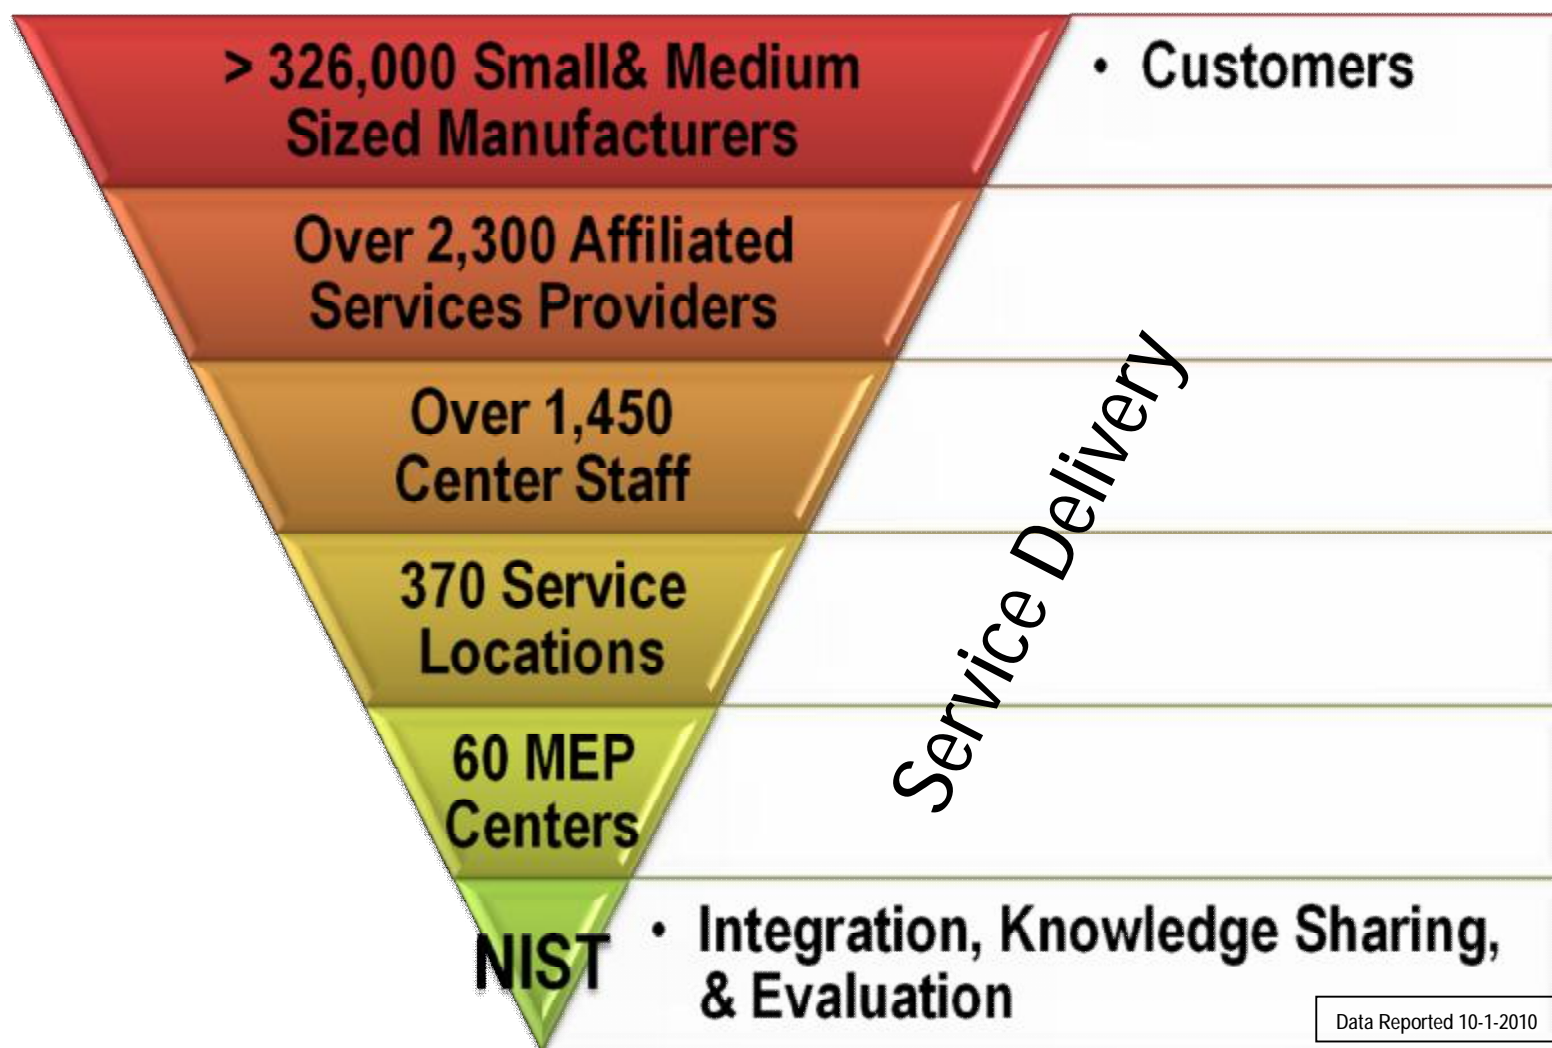 > 326,000 Small& Medium
Sized Manufacturers
• Customers
Over 2,300 Affiliated
Services Providers
Over 1,450
Center Staff
370 Service
Locations
60 MEP
Centers
Service Delivery
NIST
• Integration, Knowledge Sharing,
& Evaluation
Data Reported 10-1-2010